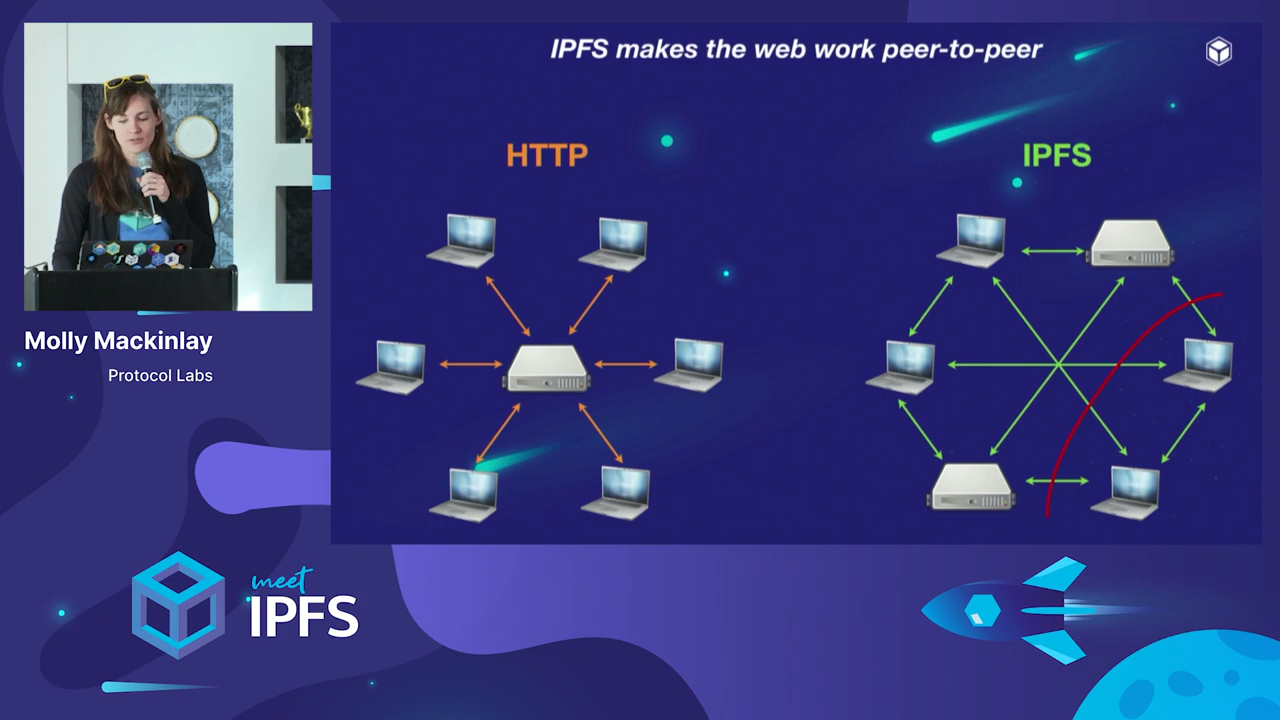 IPFS makes the web work peer-to-peer
HTTP
IPFS
Molly Mackinlay
Protocol Labs
meet
IPFS